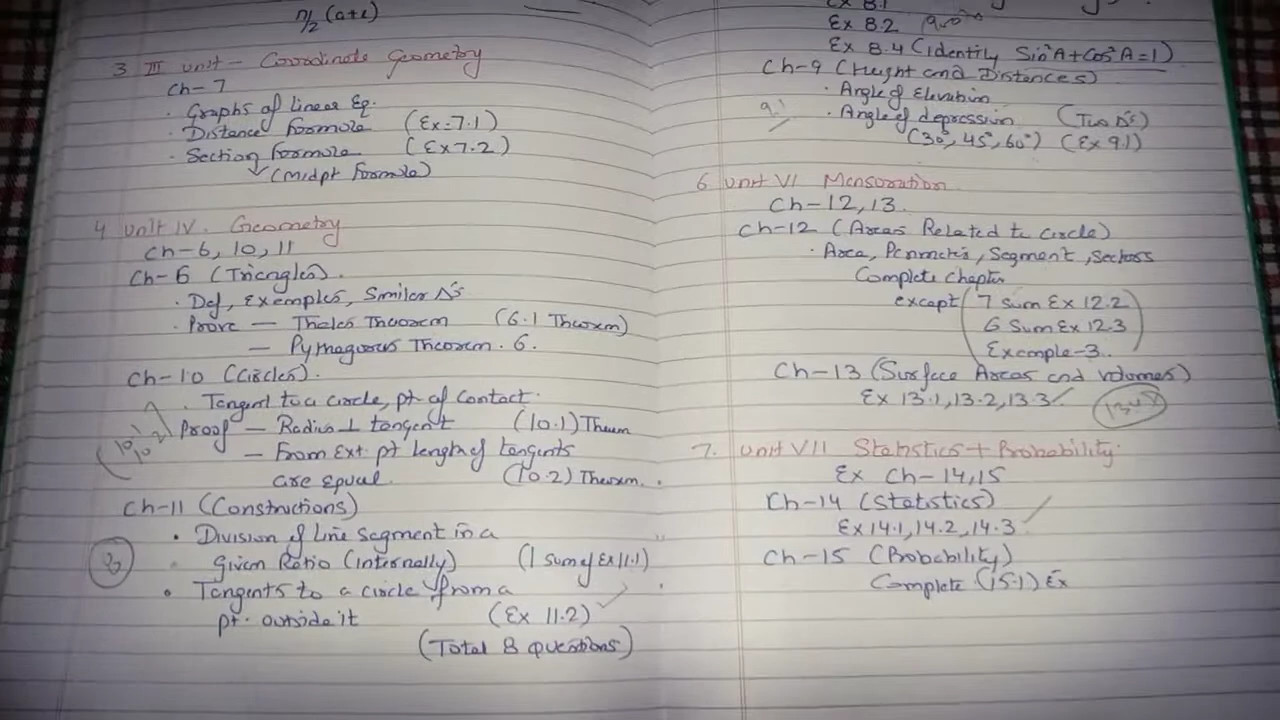 n/2 (a+l)
3 III unit - Coordinate Geometry
Ch-7
· Graphs of linear Eq.
· Distance Formula (Ex-7.1)
· Section Formula (Ex 7.2)
(Midpt Formula)
4 Unit IV. Geometry
Ch-6, 10, 11
Ch-6 (Triangles).
· Def, Examples, Similar Δ's
· Prove - Thales Theorem (6.1 Theorem)
- Pythagorus Theorem. 6.
Ch-10 (Circles).
· Tangent to a circle, pt of contact.
Proof - Radius ⊥ tangent (10.1) Theum
- From Ext. pt length of tangents
are equal. (10.2) Theorem.
Ch-11 (Constructions)
· Division of line Segment in a
given Ratio (internally) (1 Sum of Ex 11.1)
· Tangents to a circle from a
pt. outside it (Ex 11.2)
(Total 8 questions)
Ex 8.1
Ex 8.2
Ex 8.4 (identity Sin²A+Cos²A=1)
Ch-9 (Height and Distances)
· Angle of Elevation
· Angle of depression (Two Δ's)
(30°, 45°, 60°) (Ex 9.1)
6 Unit VI Mensuration
Ch-12, 13.
Ch-12 (Areas Related to circle)
· Area, Perimeters, Segment, Sectors
Complete chapter
except (7 Sum Ex 12.2
6 Sum Ex 12.3
Example-3..
Ch-13 (Surface Areas and volumes)
Ex 13.1, 13.2, 13.3
13.4 X
7. Unit VII Statistics + Probability.
Ex Ch-14, 15
Ch-14 (Statistics)
Ex 14.1, 14.2, 14.3
Ch-15 (Probability)
Complete (15.1) Ex